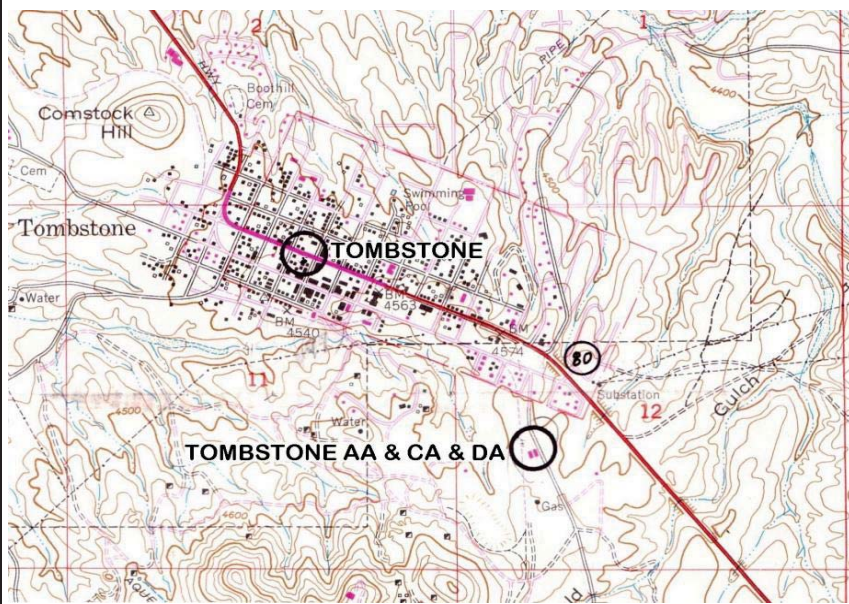 2
1
HWY
PIPE
4400
Boothill
Cem
Comstock
Hill
4500
Cem
Swimming
Pool
Tombstone
TOMBSTONE
Water
BM
4563
BM
4540
BM
4574
80
11
Substation
12
Gulch
4500
Water
TOMBSTONE AA & CA & DA
Gas
4600